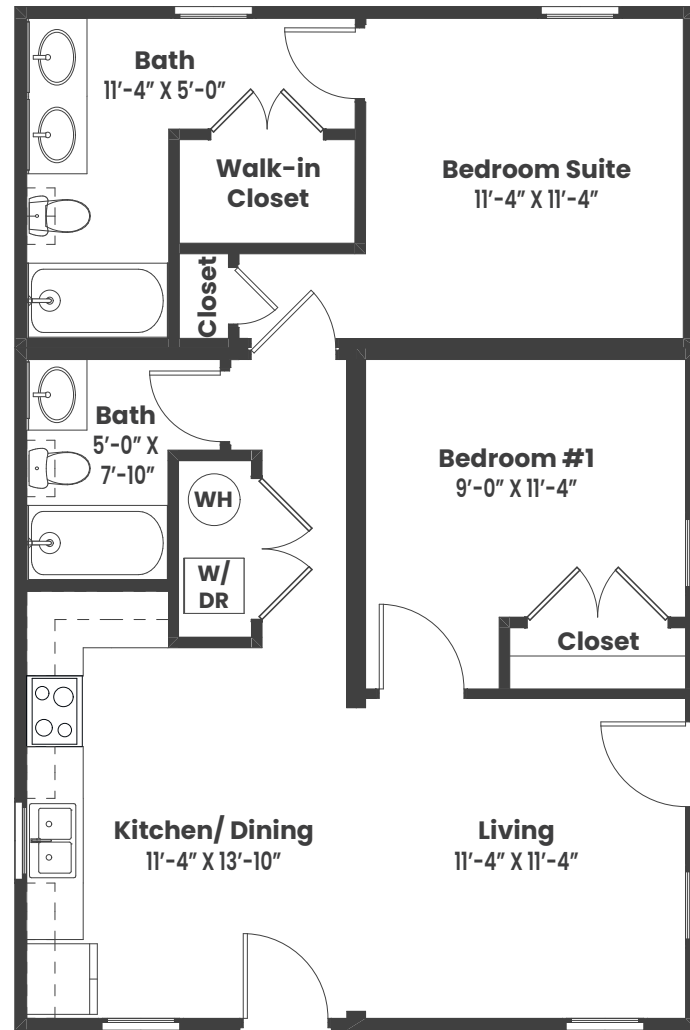 Bath
11’-4” X 5’-0”
Walk-in
Closet
Bedroom Suite
11’-4” X 11’-4”
Closet
Bath
5’-0” X
7’-10”
WH
W/
DR
Bedroom #1
9’-0” X 11’-4”
Closet
Kitchen/ Dining
11’-4” X 13’-10”
Living
11’-4” X 11’-4”